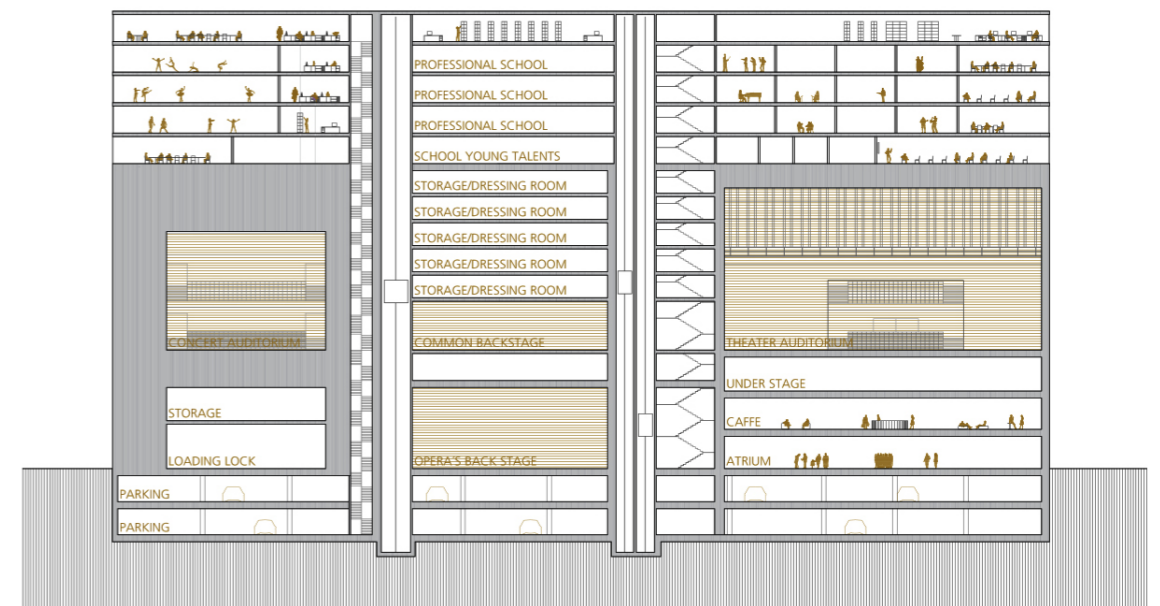 PROFESSIONAL SCHOOL
PROFESSIONAL SCHOOL
PROFESSIONAL SCHOOL
SCHOOL YOUNG TALENTS
STORAGE/DRESSING ROOM
STORAGE/DRESSING ROOM
STORAGE/DRESSING ROOM
STORAGE/DRESSING ROOM
STORAGE/DRESSING ROOM
CONCERT AUDITORIUM
COMMON BACKSTAGE
THEATER AUDITORIUM
UNDER STAGE
STORAGE
CAFFE
LOADING LOCK
OPERA'S BACK STAGE
ATRIUM
PARKING
PARKING